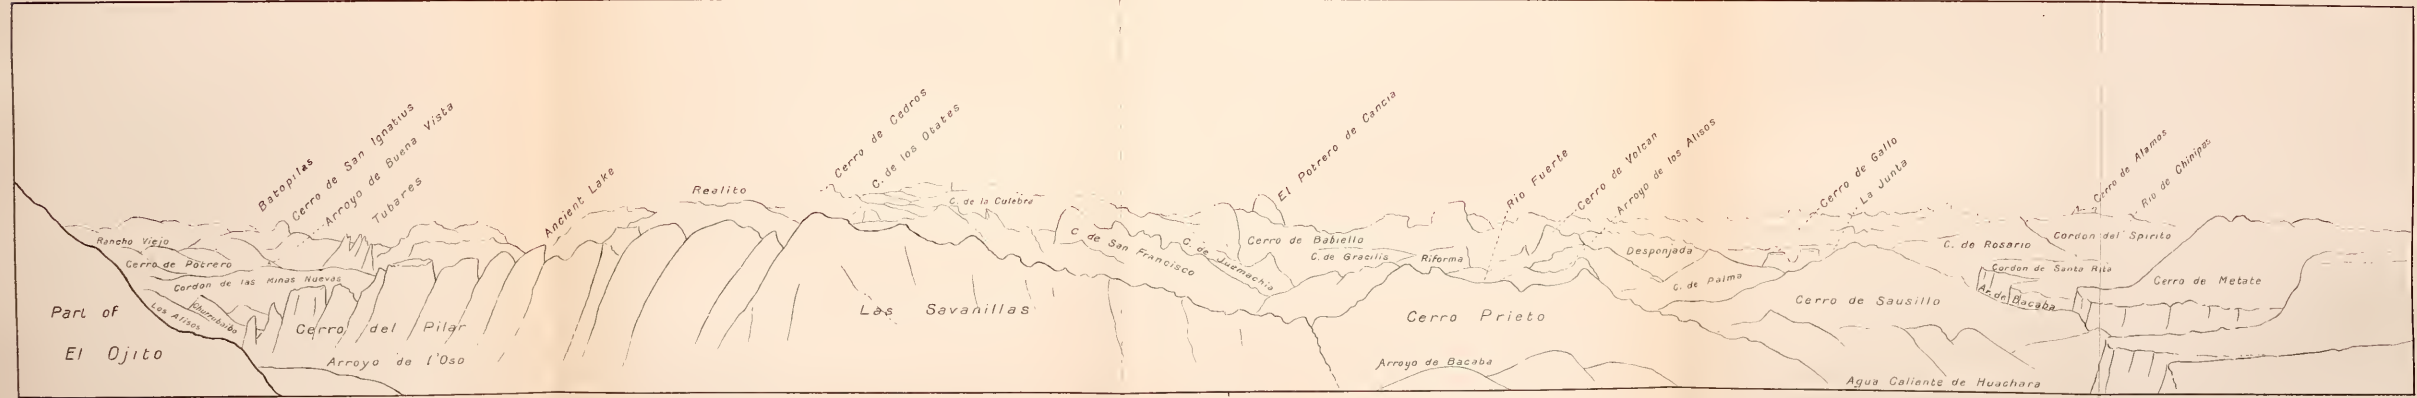 Batopilas
Cerro de San Ignatius
Arroyo de Buena Vista
Tubares
Ancient Lake
Realito
Cerro de Cedros
C. de los Otates
C. de la Culebra
El Potrero de Cancia
Rio Fuerte
Cerro de Volcan
Arroyo de los Alisos
Cerro de Gallo
La Junta
Cerro de Alamos
Rio de Chinipas
Rancho Viejo
Cerro de Potrero
Cordon de las Minas Nuevas
Churrobaibo
Los Alisos
Part of
El Ojito
Cerro del Pilar
Arroyo de l'Oso
Las Savanillas
C. de San Francisco
C. de Juemachia
Cerro de Babiello
C. de Gracilis
Riforma
Cerro Prieto
Arroyo de Bacaba
Desponjada
C. de Palma
Cerro de Sausillo
C. de Rosario
Cordon del Spirito
Cordon de Santa Rita
Ar. de Bacaba
Cerro de Metate
Agua Caliente de Huachara